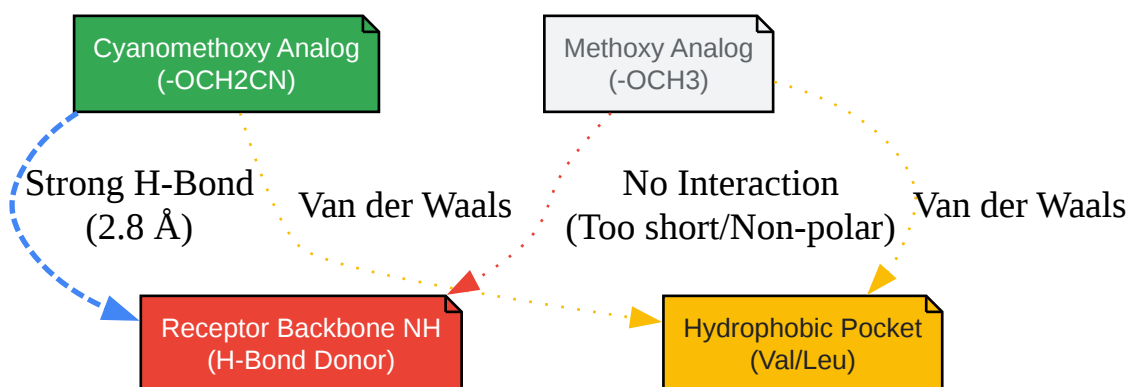 Cyanomethoxy Analog
(-OCH2CN)
Methoxy Analog
(-OCH3)
Strong H-Bond
(2.8 Å)
Van der Waals
No Interaction
(Too short/Non-polar)
Van der Waals
Receptor Backbone NH
(H-Bond Donor)
Hydrophobic Pocket
(Val/Leu)